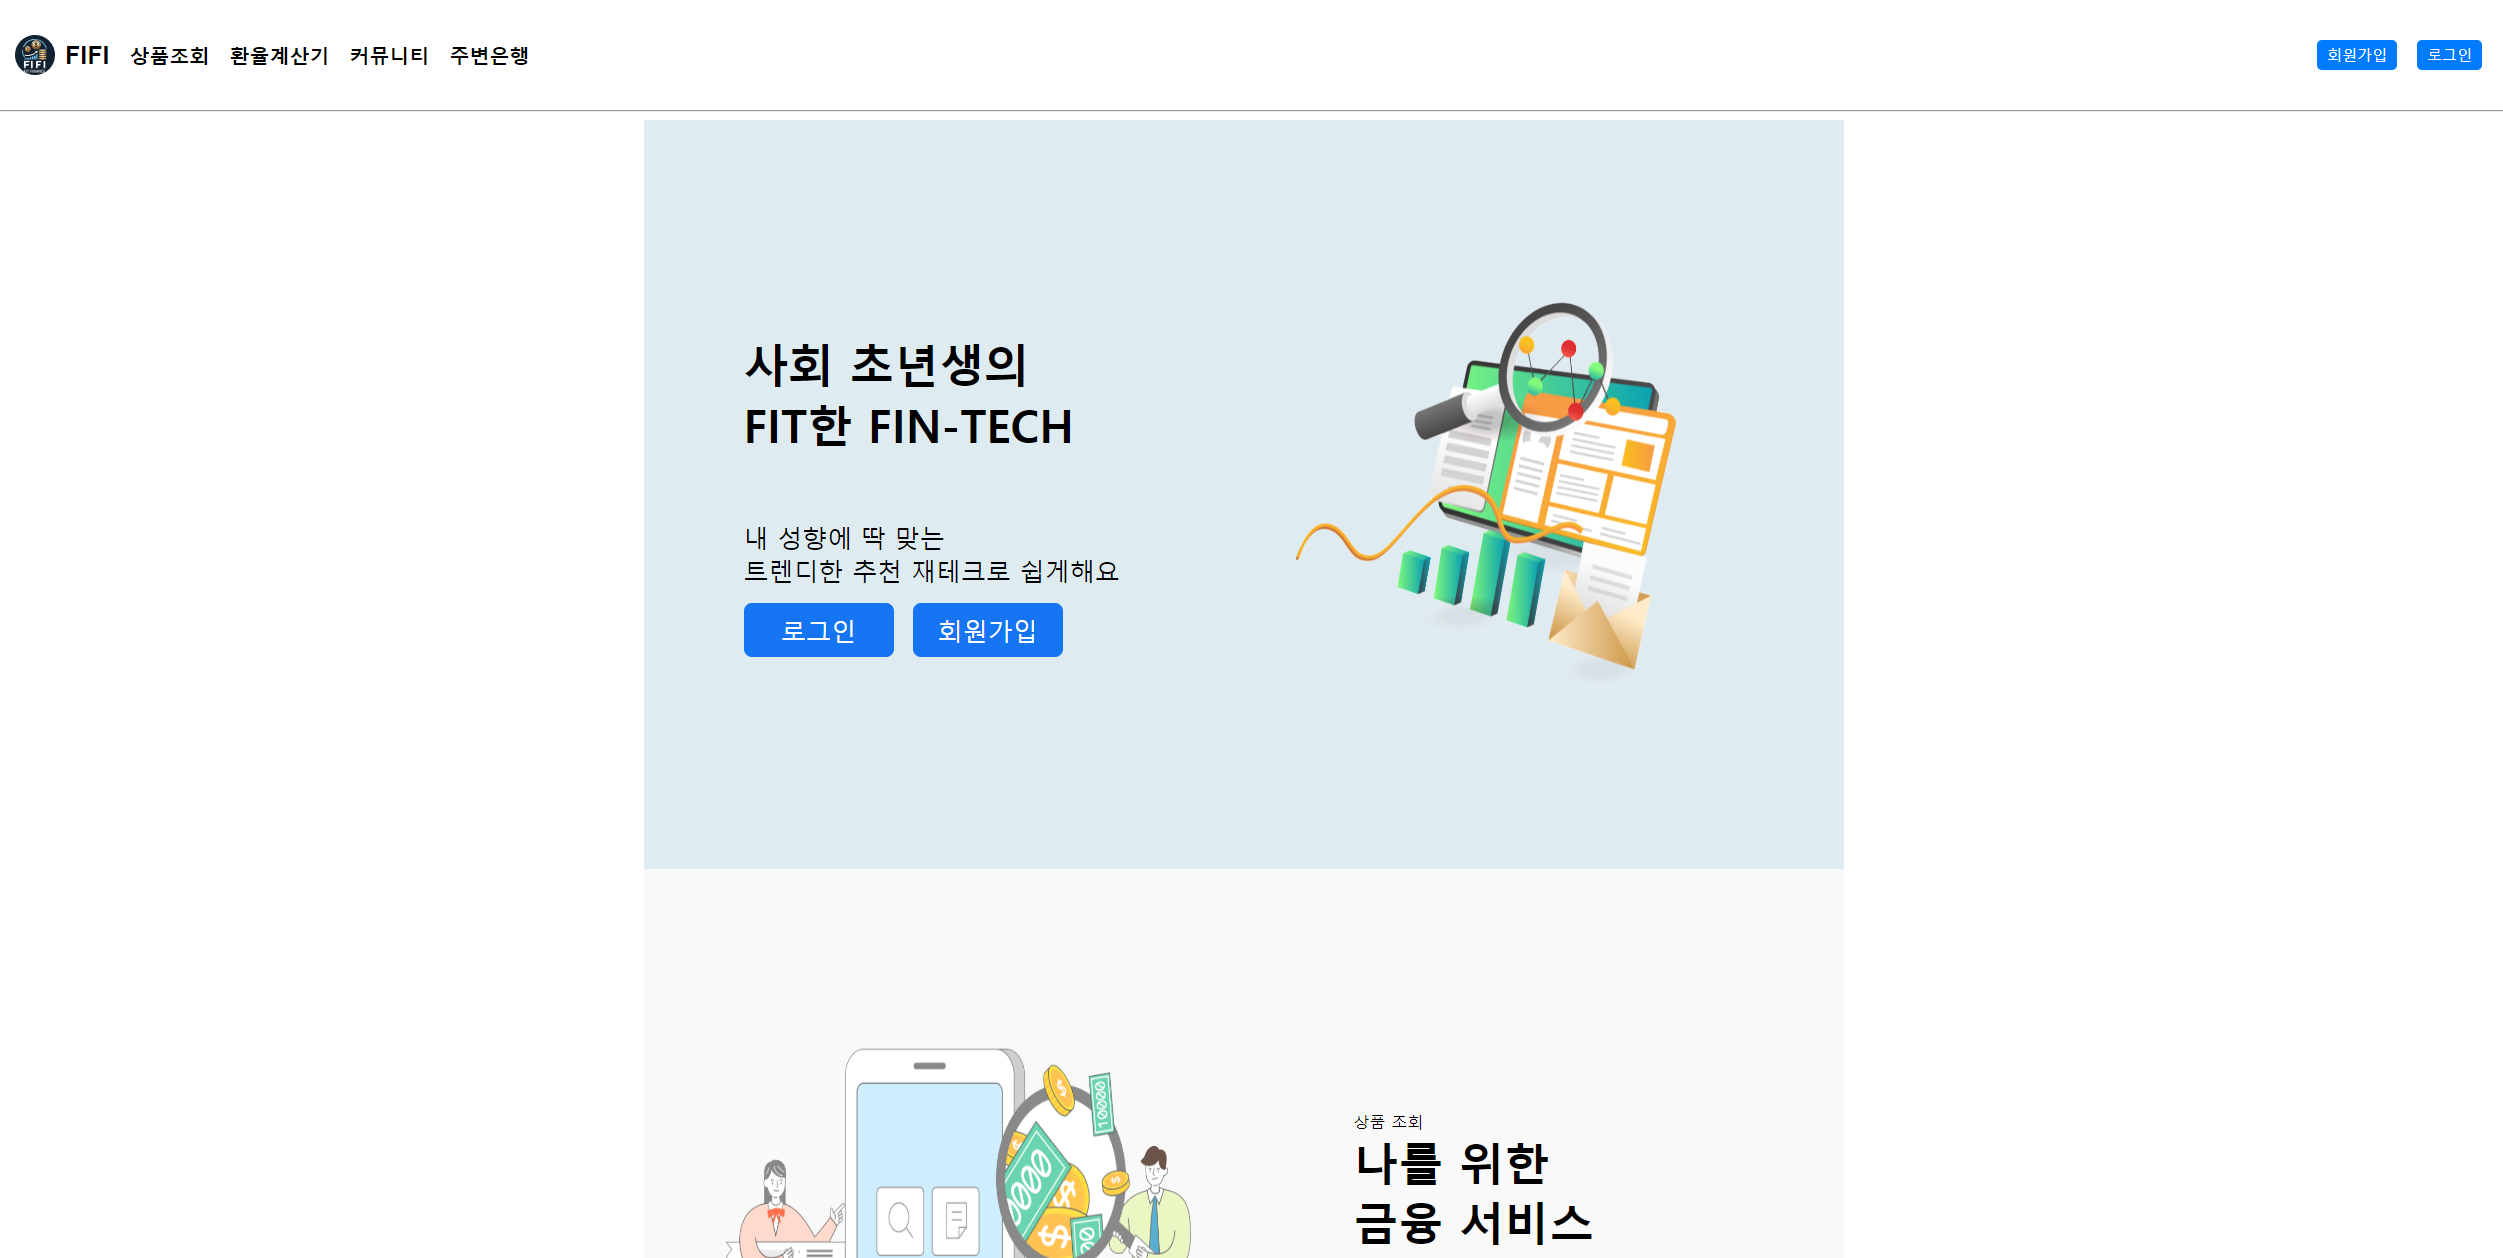 FIFI
FIFI 상품조회 환율계산기 커뮤니티 주변은행
회원가입 로그인
사회 초년생의
FIT한 FIN-TECH
내 성향에 딱 맞는
트렌디한 추천 재테크로 쉽게해요
로그인 회원가입
10000
상품 조회
나를 위한
금융 서비스